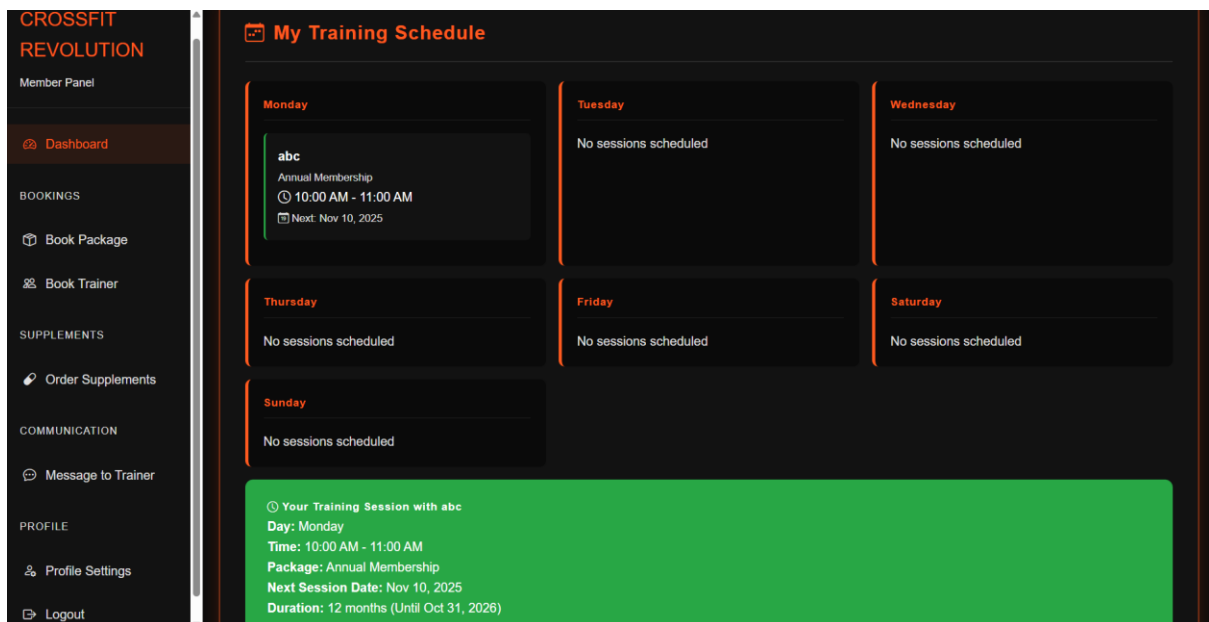 CROSSFIT
REVOLUTION
Member Panel
Dashboard
BOOKINGS
Book Package
Book Trainer
SUPPLEMENTS
Order Supplements
COMMUNICATION
Message to Trainer
PROFILE
Profile Settings
Logout
My Training Schedule
Monday
abc
Annual Membership
10:00 AM - 11:00 AM
Next: Nov 10, 2025
Tuesday
No sessions scheduled
Wednesday
No sessions scheduled
Thursday
No sessions scheduled
Friday
No sessions scheduled
Saturday
No sessions scheduled
Sunday
No sessions scheduled
Your Training Session with abc
Day: Monday
Time: 10:00 AM - 11:00 AM
Package: Annual Membership
Next Session Date: Nov 10, 2025
Duration: 12 months (Until Oct 31, 2026)